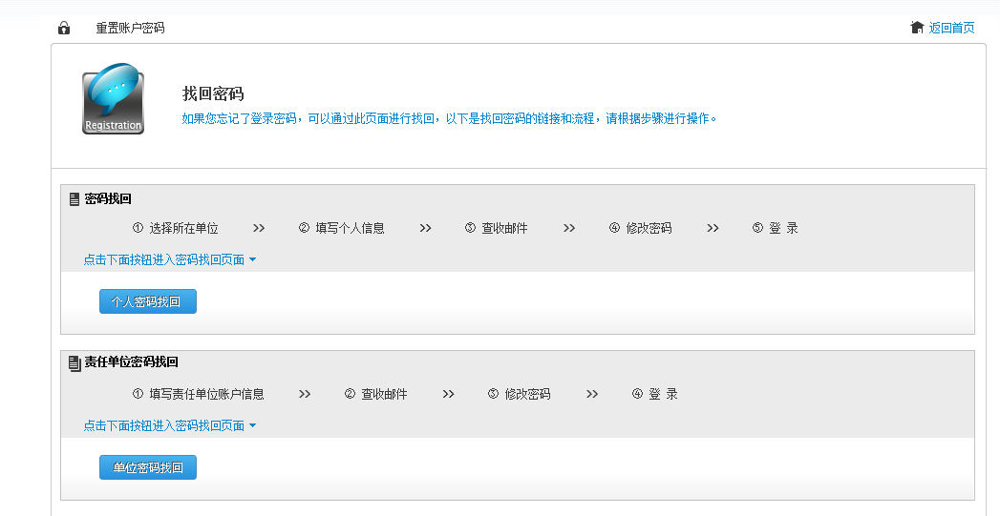 重置账户密码 返回首页
找回密码
如果您忘记了登录密码，可以通过此页面进行找回，以下是找回密码的链接和流程，请根据步骤进行操作。
Registration
密码找回
① 选择所在单位 >> ② 填写个人信息 >> ③ 查收邮件 >> ④ 修改密码 >> ⑤ 登 录
点击下面按钮进入密码找回页面
个人密码找回
责任单位密码找回
① 填写责任单位账户信息 >> ② 查收邮件 >> ③ 修改密码 >> ④ 登 录
点击下面按钮进入密码找回页面
单位密码找回